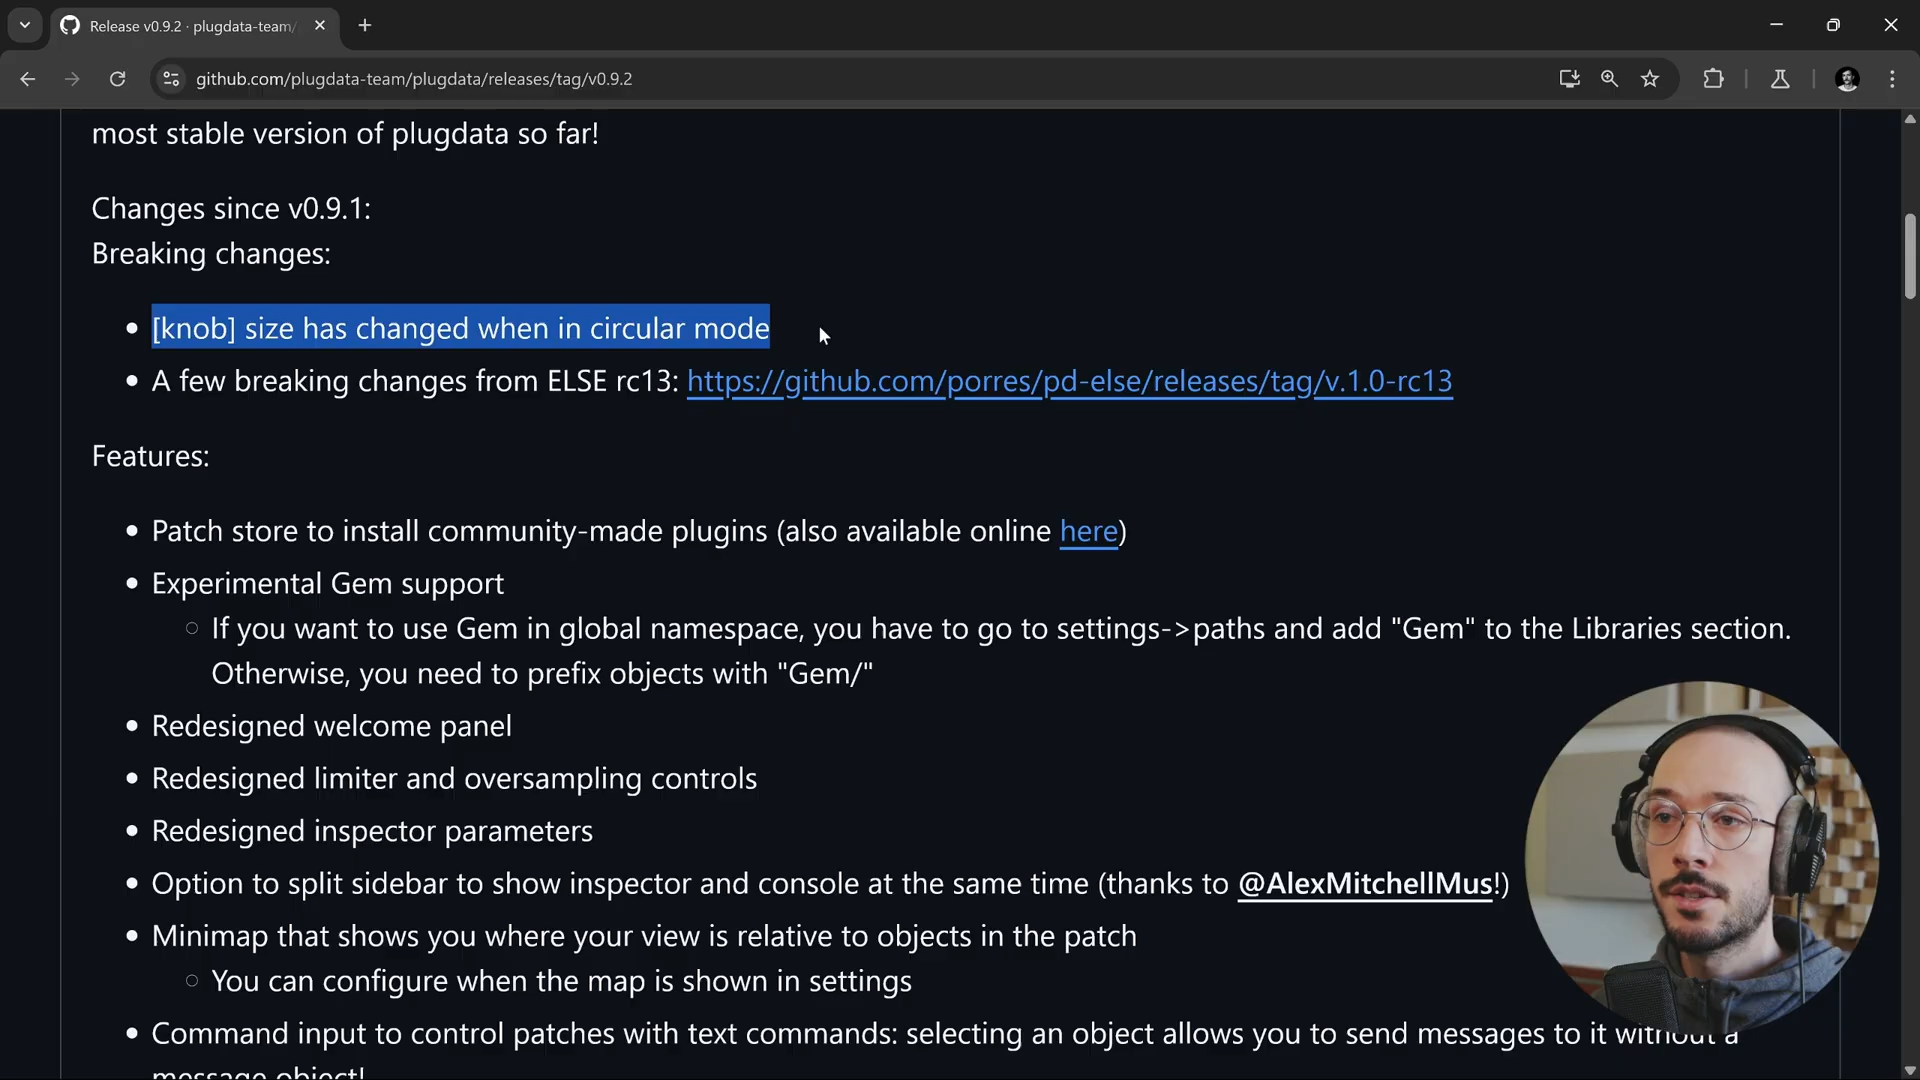 Release v0.9.2 · plugdata-team/
github.com/plugdata-team/plugdata/releases/tag/v0.9.2
most stable version of plugdata so far!
Changes since v0.9.1:
Breaking changes:
• [knob] size has changed when in circular mode
• A few breaking changes from ELSE rc13: https://github.com/porres/pd-else/releases/tag/v.1.0-rc13
Features:
• Patch store to install community-made plugins (also available online here)
• Experimental Gem support
○ If you want to use Gem in global namespace, you have to go to settings->paths and add "Gem" to the Libraries section.
Otherwise, you need to prefix objects with "Gem/"
• Redesigned welcome panel
• Redesigned limiter and oversampling controls
• Redesigned inspector parameters
• Option to split sidebar to show inspector and console at the same time (thanks to @AlexMitchellMus!)
• Minimap that shows you where your view is relative to objects in the patch
○ You can configure when the map is shown in settings
• Command input to control patches with text commands: selecting an object allows you to send messages to it without a
message object!